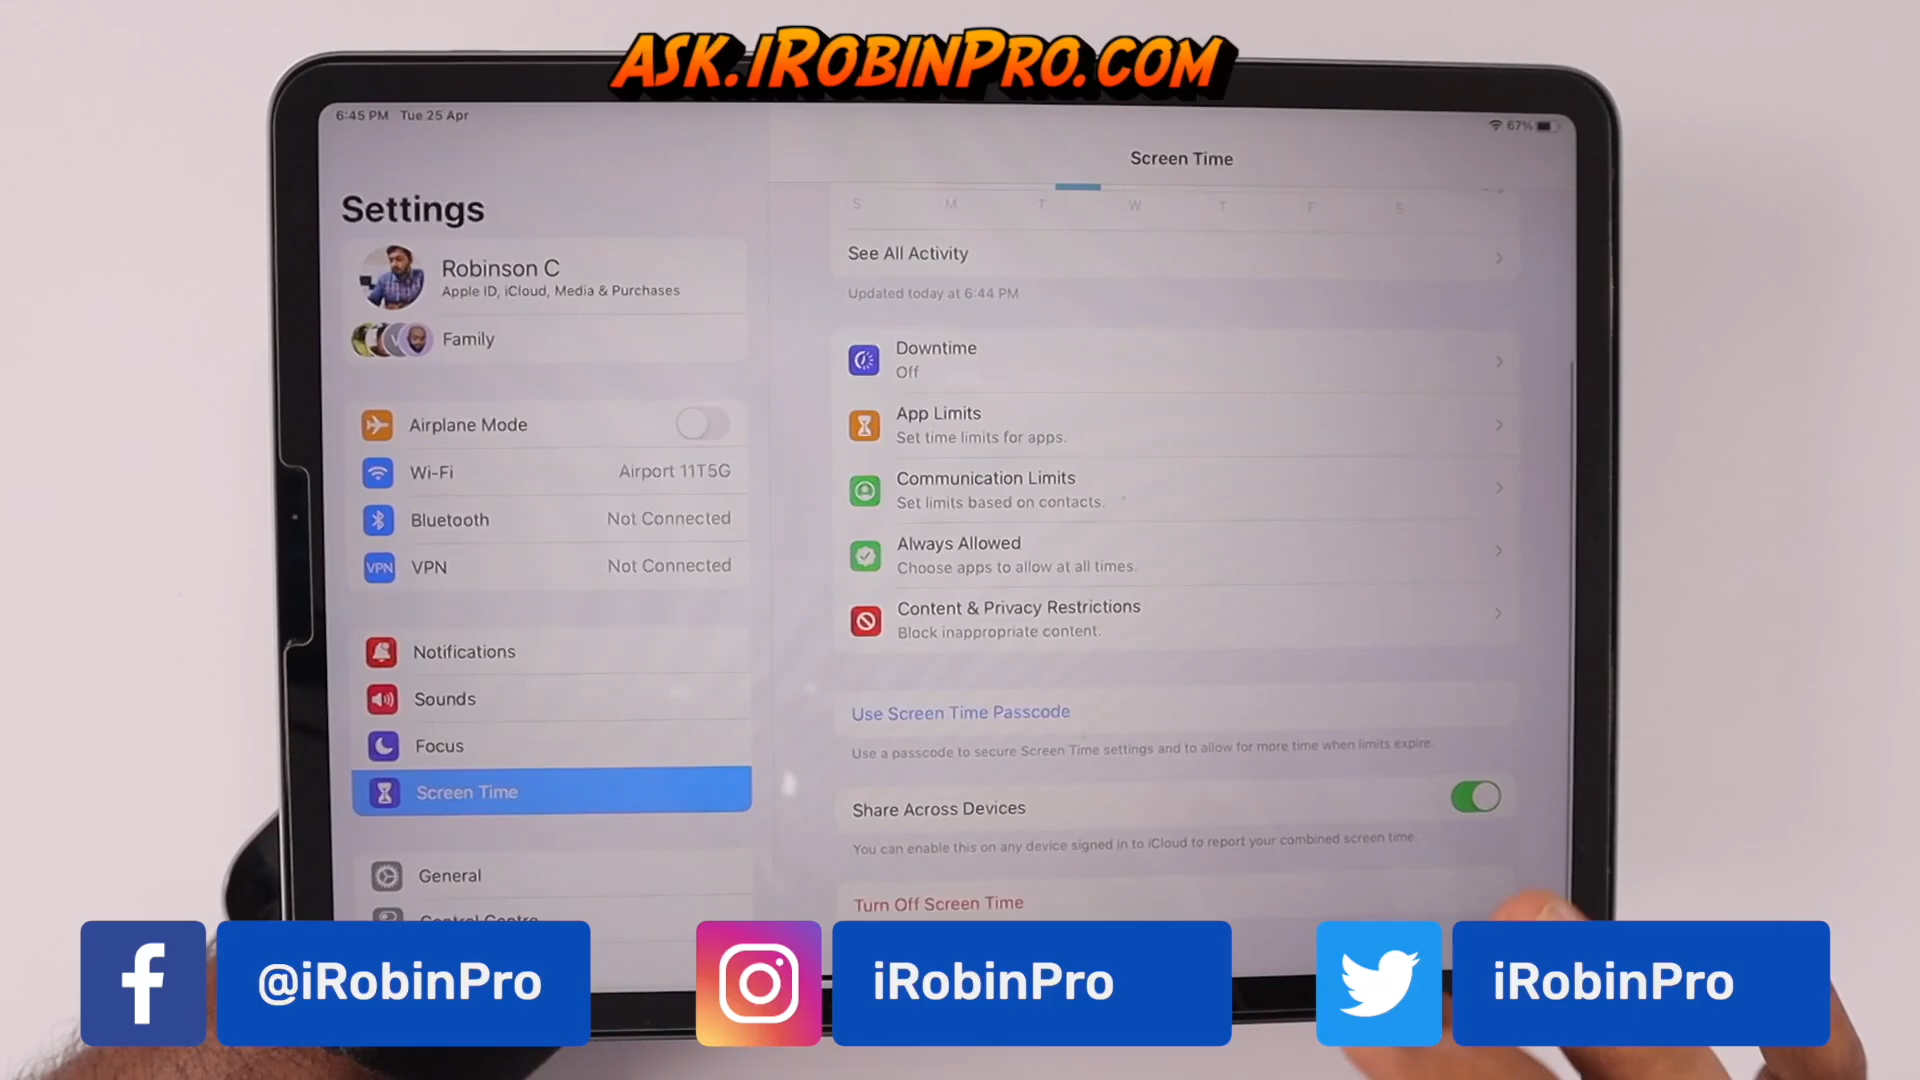 ASK.iROBINPRO.COM
6:45 PM Tue 25 Apr
67%
Settings
Robinson C
Apple ID, iCloud, Media & Purchases
Family
Airplane Mode
Wi-Fi Airport 11T5G
Bluetooth Not Connected
VPN VPN Not Connected
Notifications
Sounds
Focus
Screen Time
General
Control Centre
Screen Time
S M T W T F S
See All Activity
Updated today at 6:44 PM
Downtime
Off
App Limits
Set time limits for apps.
Communication Limits
Set limits based on contacts.
Always Allowed
Choose apps to allow at all times.
Content & Privacy Restrictions
Block inappropriate content.
Use Screen Time Passcode
Use a passcode to secure Screen Time settings and to allow for more time when limits expire.
Share Across Devices
You can enable this on any device signed in to iCloud to report your combined screen time.
Turn Off Screen Time
@iRobinPro
iRobinPro
iRobinPro